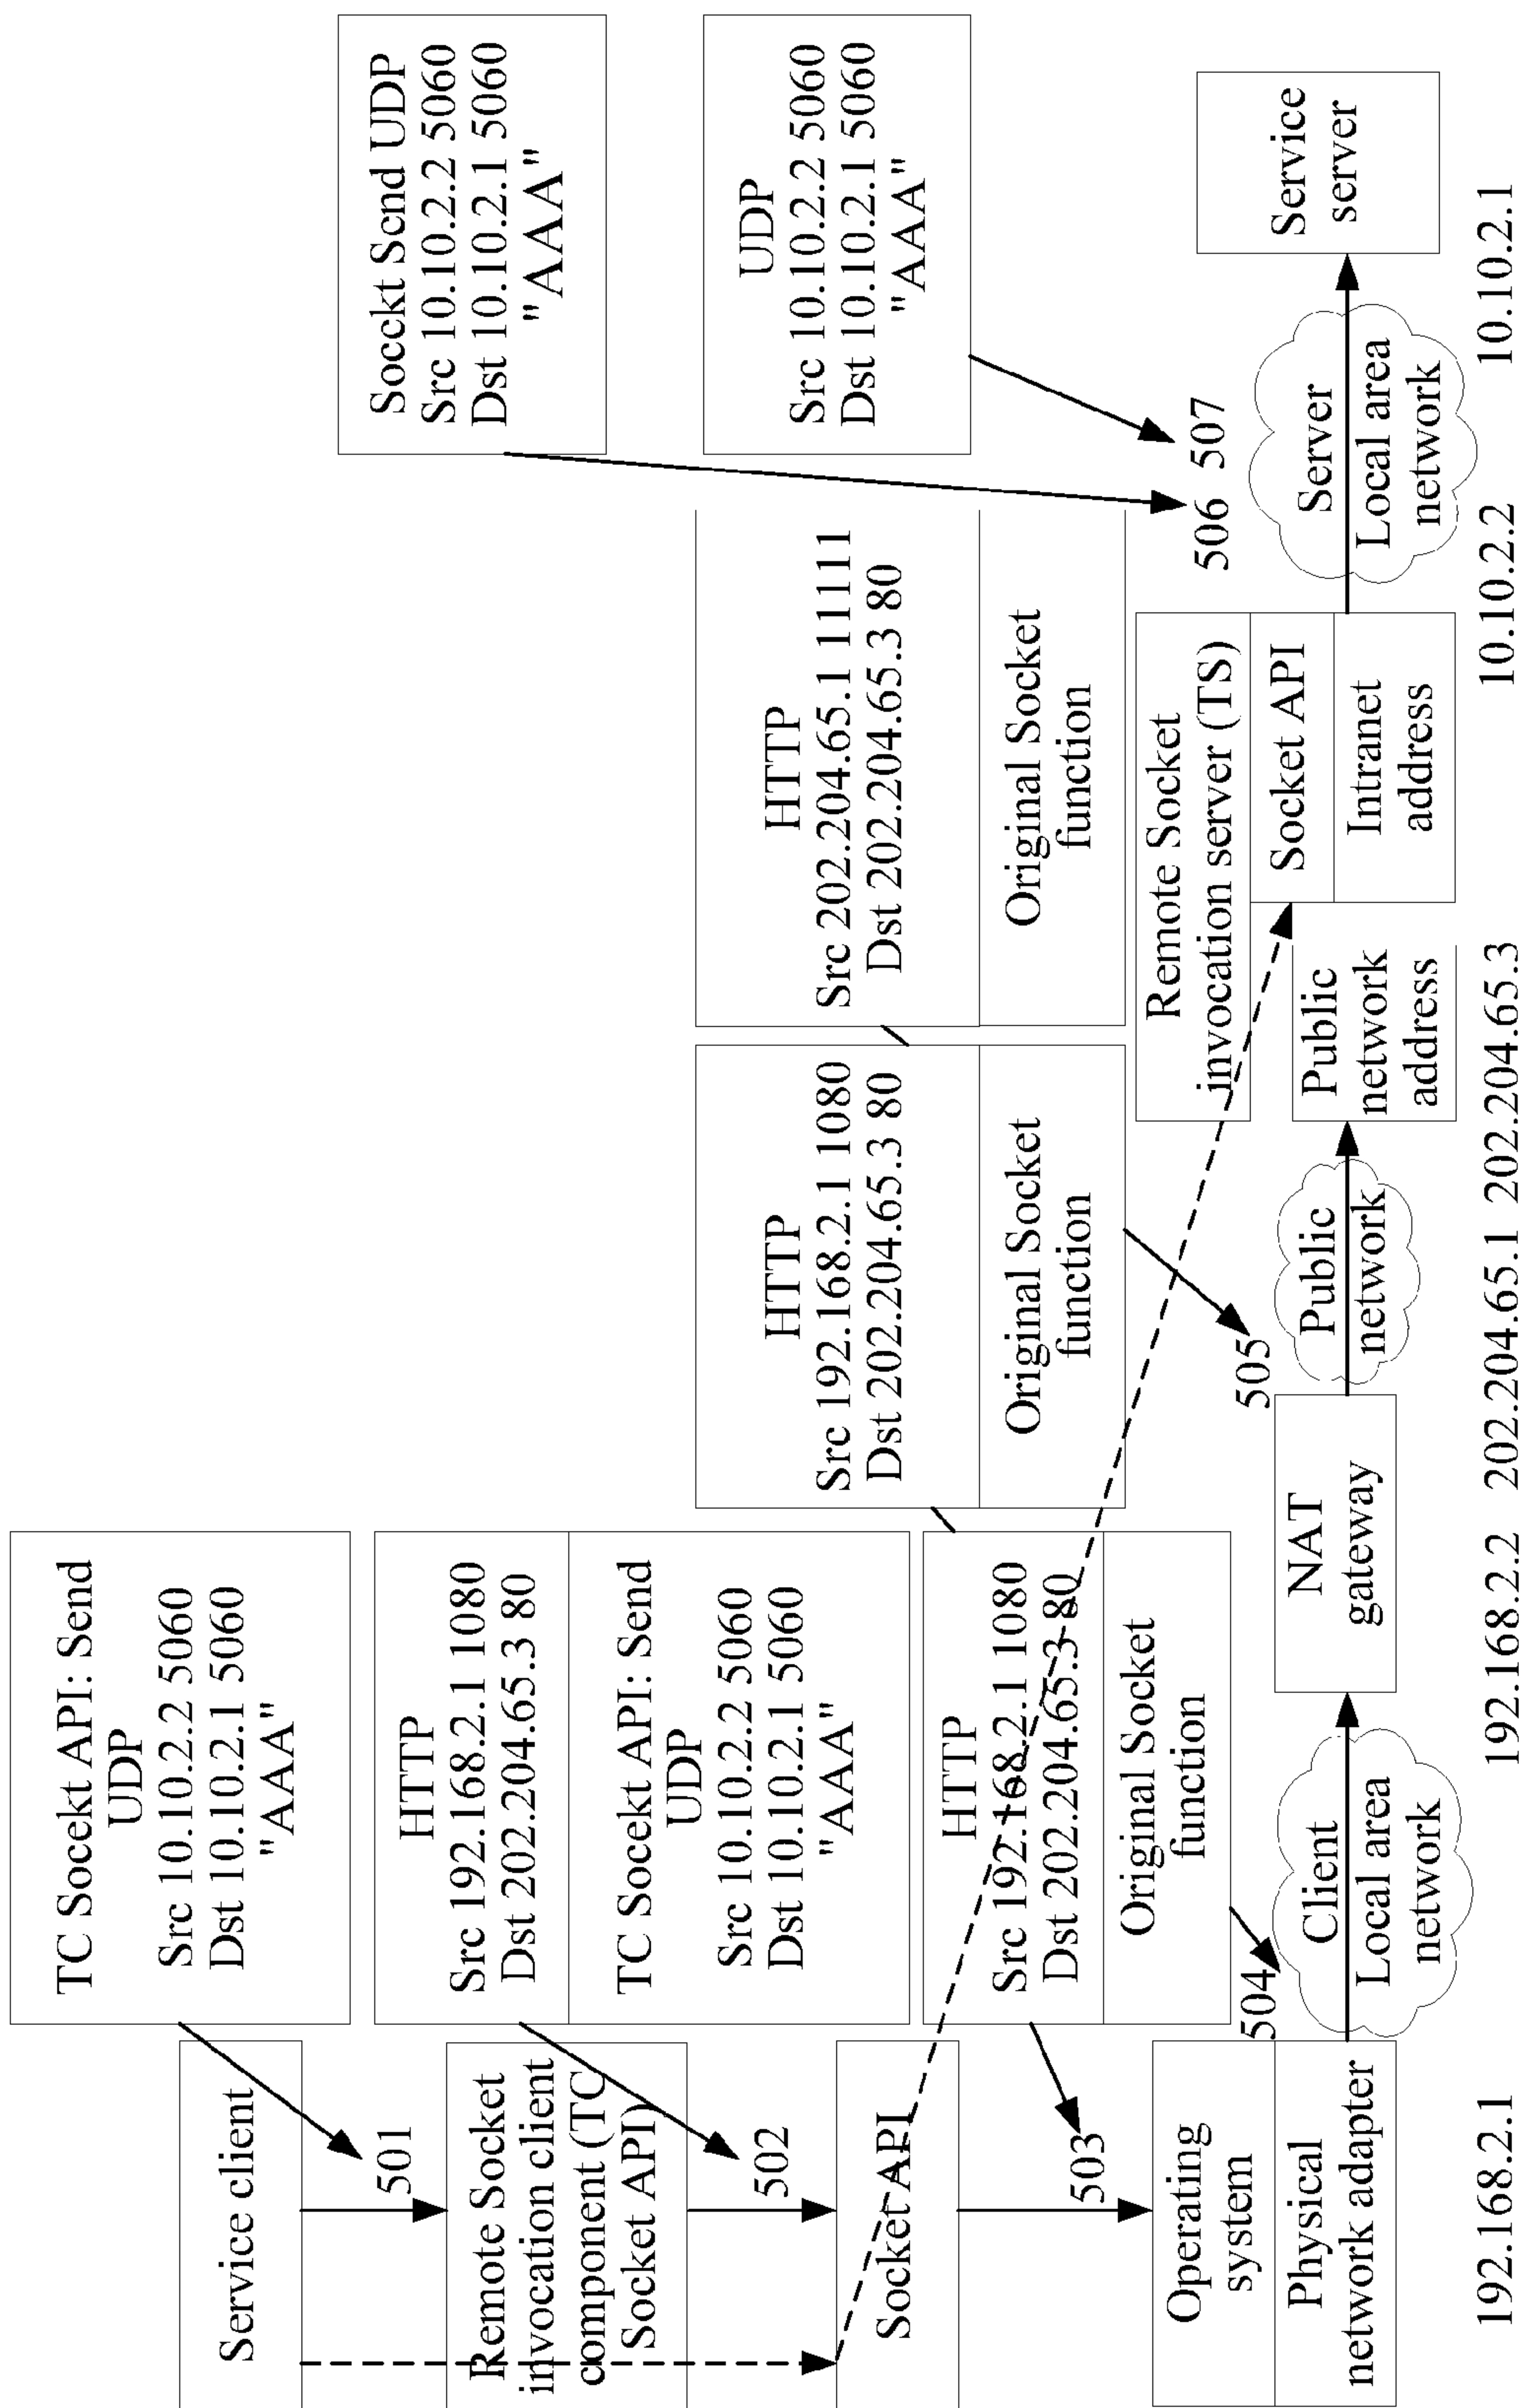 TC Socekt API: Send
UDP
Src 10.10.2.2 5060
Dst 10.10.2.1 5060
"AAA"
Service client
501
HTTP
Src 192.168.2.1 1080
Dst 202.204.65.3 80
TC Socekt API: Send
UDP
Src 10.10.2.2 5060
Dst 10.10.2.1 5060
"AAA"
Remote Socket
invocation client
component (TC
Socket API)
502
HTTP
Src 192.168.2.1 1080
Dst 202.204.65.3 80
Original Socket
function
Socket API
503
Operating
system
Physical
network adapter
504
Client
Local area
network
NAT
gateway
HTTP
Src 192.168.2.1 1080
Dst 202.204.65.3 80
Original Socket
function
505
Public
network
HTTP
Src 202.204.65.1 11111
Dst 202.204.65.3 80
Original Socket
function
Remote Socket
invocation server (TS)
Socket API
Public
network
address
Intranet
address
Socckt Scnd UDP
Src 10.10.2.2 5060
Dst 10.10.2.1 5060
"AAA"
UDP
Src 10.10.2.2 5060
Dst 10.10.2.1 5060
"AAA"
506 507
Server
Local area
network
Service
server
192.168.2.1
192.168.2.2
202.204.65.1
202.204.65.3
10.10.2.2
10.10.2.1